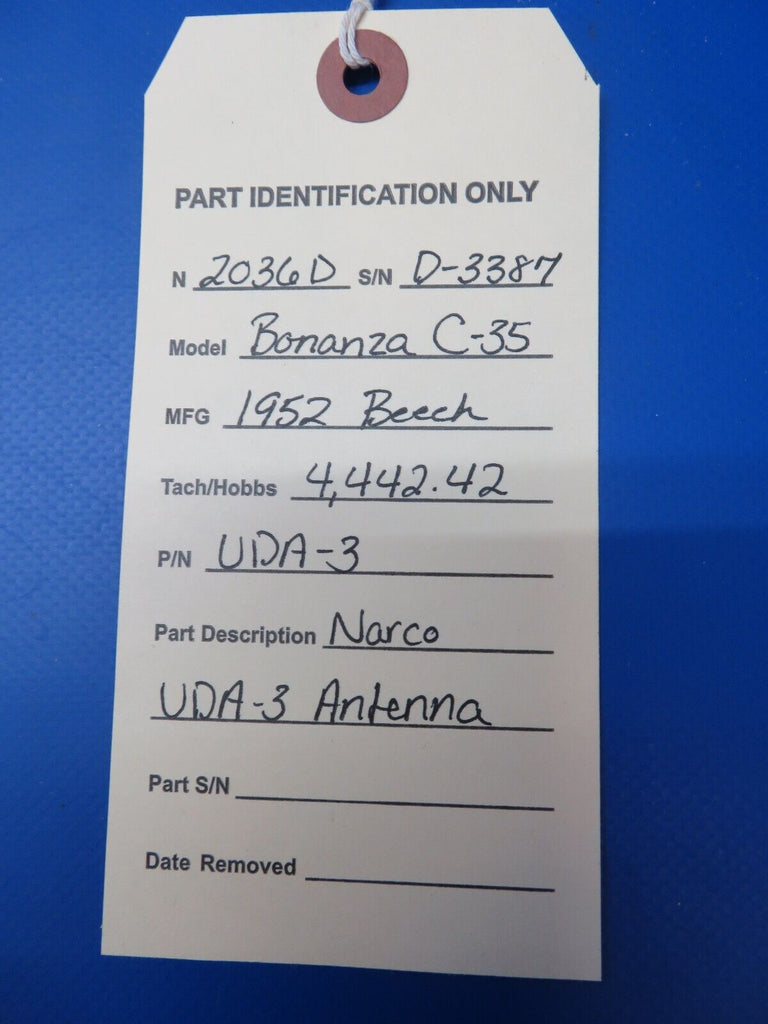 PART IDENTIFICATION ONLY
N 2036D S/N D-3387
Model Bonanza C-35
MFG 1952 Beech
Tach/Hobbs 4,442.42
P/N UDA-3
Part Description Narco
UDA-3 Antenna
Part S/N
Date Removed